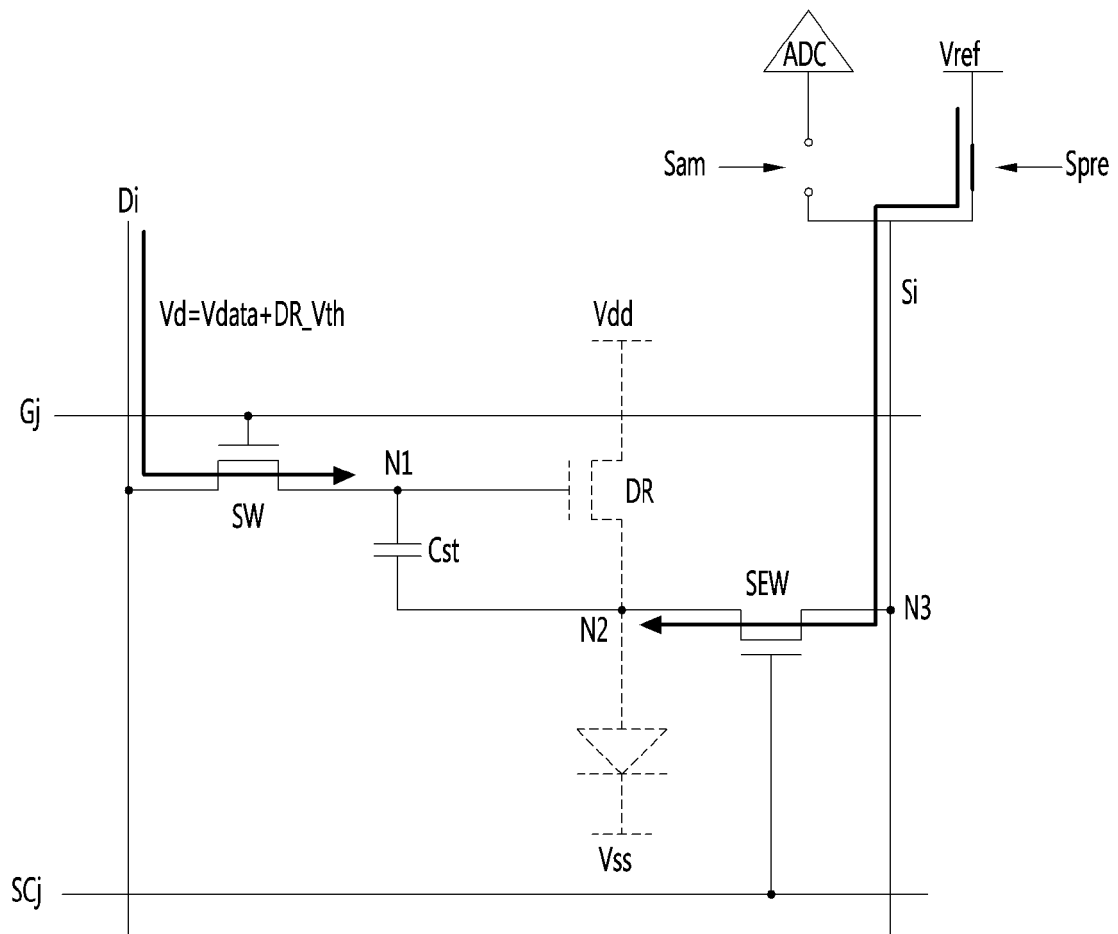 ADC
Vref
Sam
Spre
Di
Si
Vd=Vdata+DR_Vth
Vdd
Gj
N1
DR
SW
Cst
SEW
N3
N2
Vss
SCj